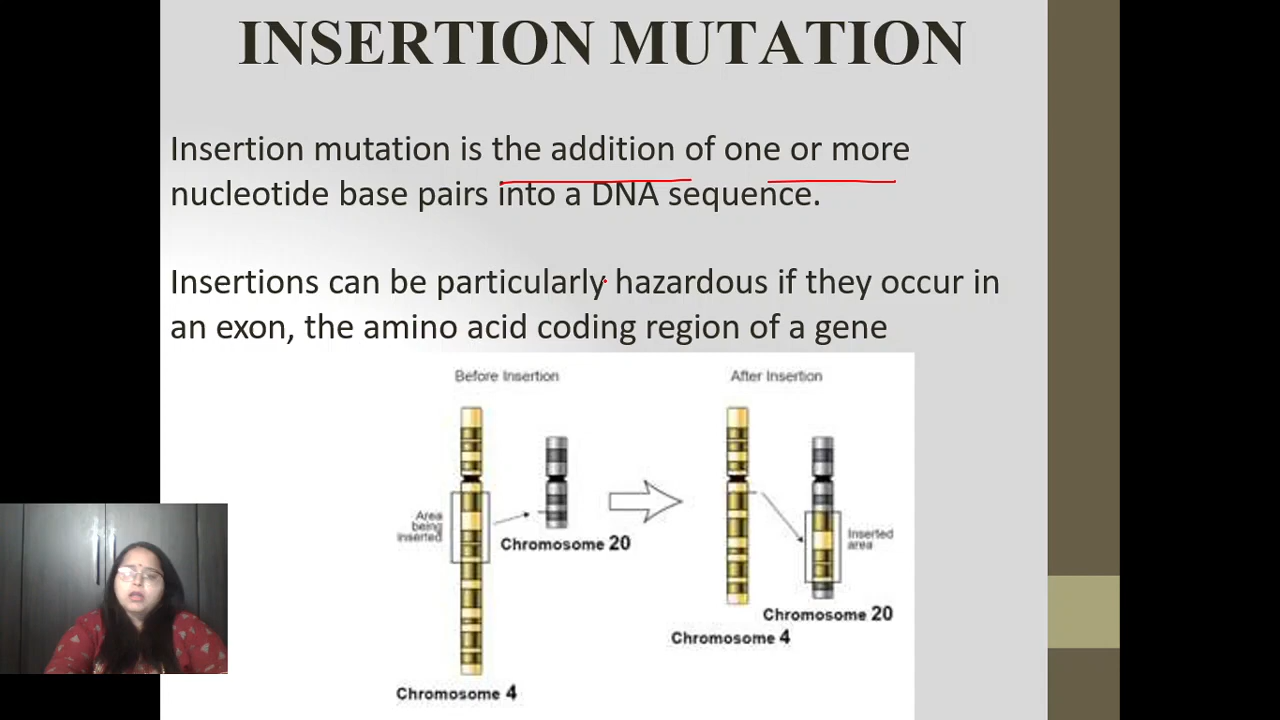 INSERTION MUTATION
Insertion mutation is the addition of one or more
nucleotide base pairs into a DNA sequence.
Insertions can be particularly hazardous if they occur in
an exon, the amino acid coding region of a gene
Before Insertion
After Insertion
Area
being
inserted
Chromosome 20
Inserted
area
Chromosome 20
Chromosome 4
Chromosome 4